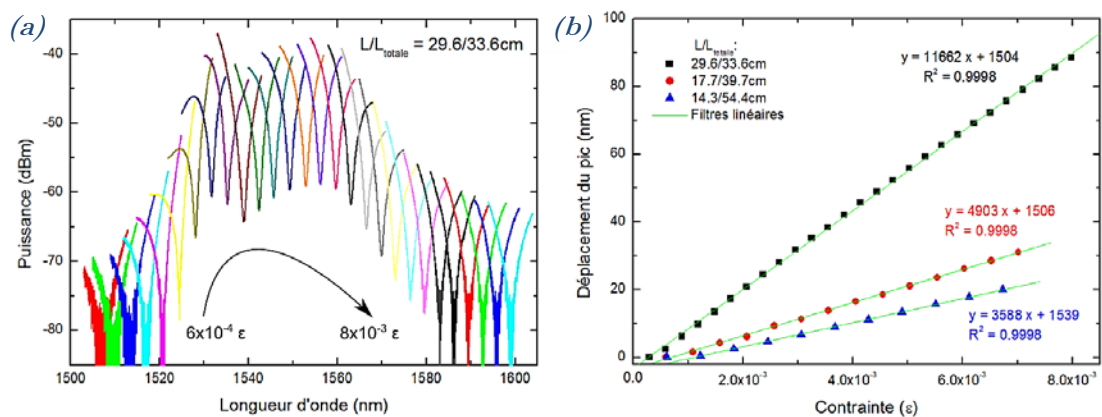 (a)
L/Ltotale = 29.6/33.6cm
Puissance (dBm)
-40
-50
-60
-70
-80
6x10⁻⁴ ε
8x10⁻³ ε
1500
1520
1540
1560
1580
1600
Longueur d'onde (nm)
(b)
L/Ltotale:
29.6/33.6cm
17.7/39.7cm
14.3/54.4cm
Filtres linéaires
y = 11662 x + 1504
R² = 0.9998
y = 4903 x + 1506
R² = 0.9998
y = 3588 x + 1539
R² = 0.9998
Déplacement du pic (nm)
100
80
60
40
20
0
0.0
2.0x10⁻³
4.0x10⁻³
6.0x10⁻³
8.0x10⁻³
Contrainte (ε)